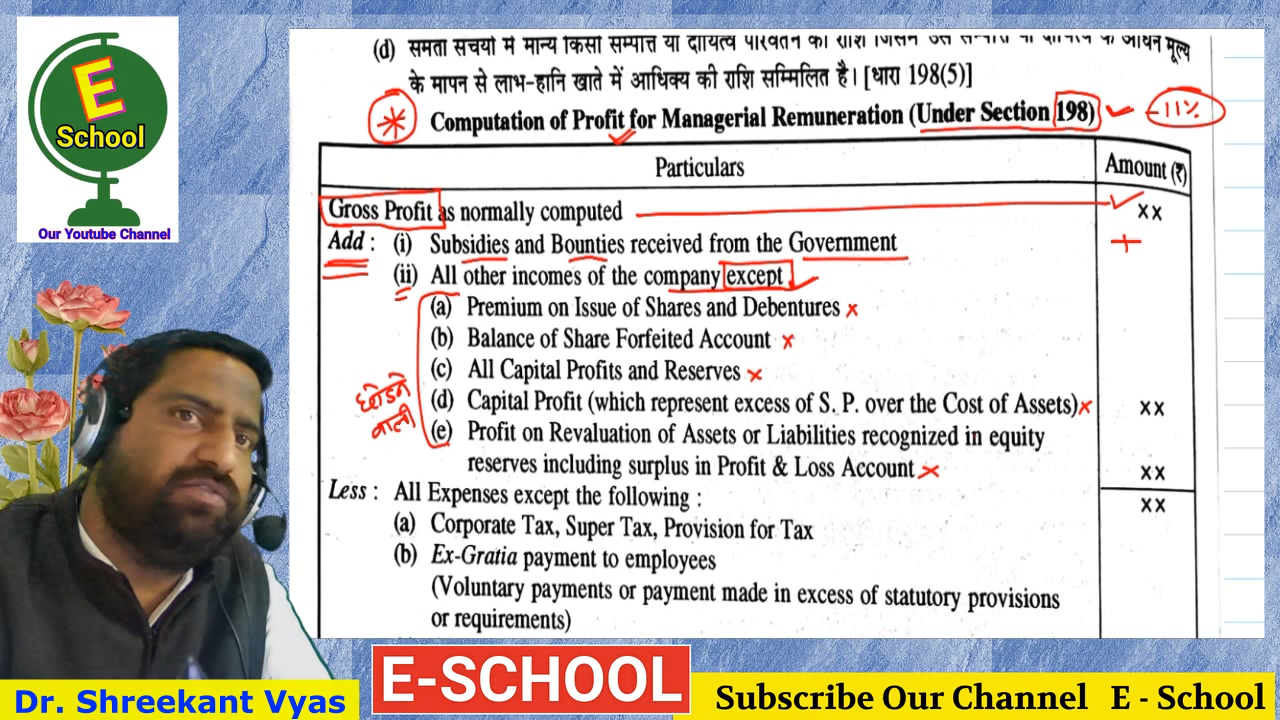 E
School
Our Youtube Channel
(d) समता संचयों में मान्य किसी सम्पत्ति या दायित्व परिवर्तन की राशि जिसमें उस सम्पत्ति या दायित्व के उचित मूल्य
के मापन से लाभ-हानि खाते में आधिक्य की राशि सम्मिलित है। [धारा 198(5)]
* Computation of Profit for Managerial Remuneration (Under Section 198) -11%
Particulars Amount (₹)
Gross Profit as normally computed xx
Add : (i) Subsidies and Bounties received from the Government +
(ii) All other incomes of the company except
(a) Premium on Issue of Shares and Debentures x
(b) Balance of Share Forfeited Account x
(c) All Capital Profits and Reserves x
छोडने
वाली
(d) Capital Profit (which represent excess of S. P. over the Cost of Assets) x xx
(e) Profit on Revaluation of Assets or Liabilities recognized in equity
reserves including surplus in Profit & Loss Account x xx
Less : All Expenses except the following : xx
(a) Corporate Tax, Super Tax, Provision for Tax
(b) Ex-Gratia payment to employees
(Voluntary payments or payment made in excess of statutory provisions
or requirements)
Dr. Shreekant Vyas
E-SCHOOL
Subscribe Our Channel E - School